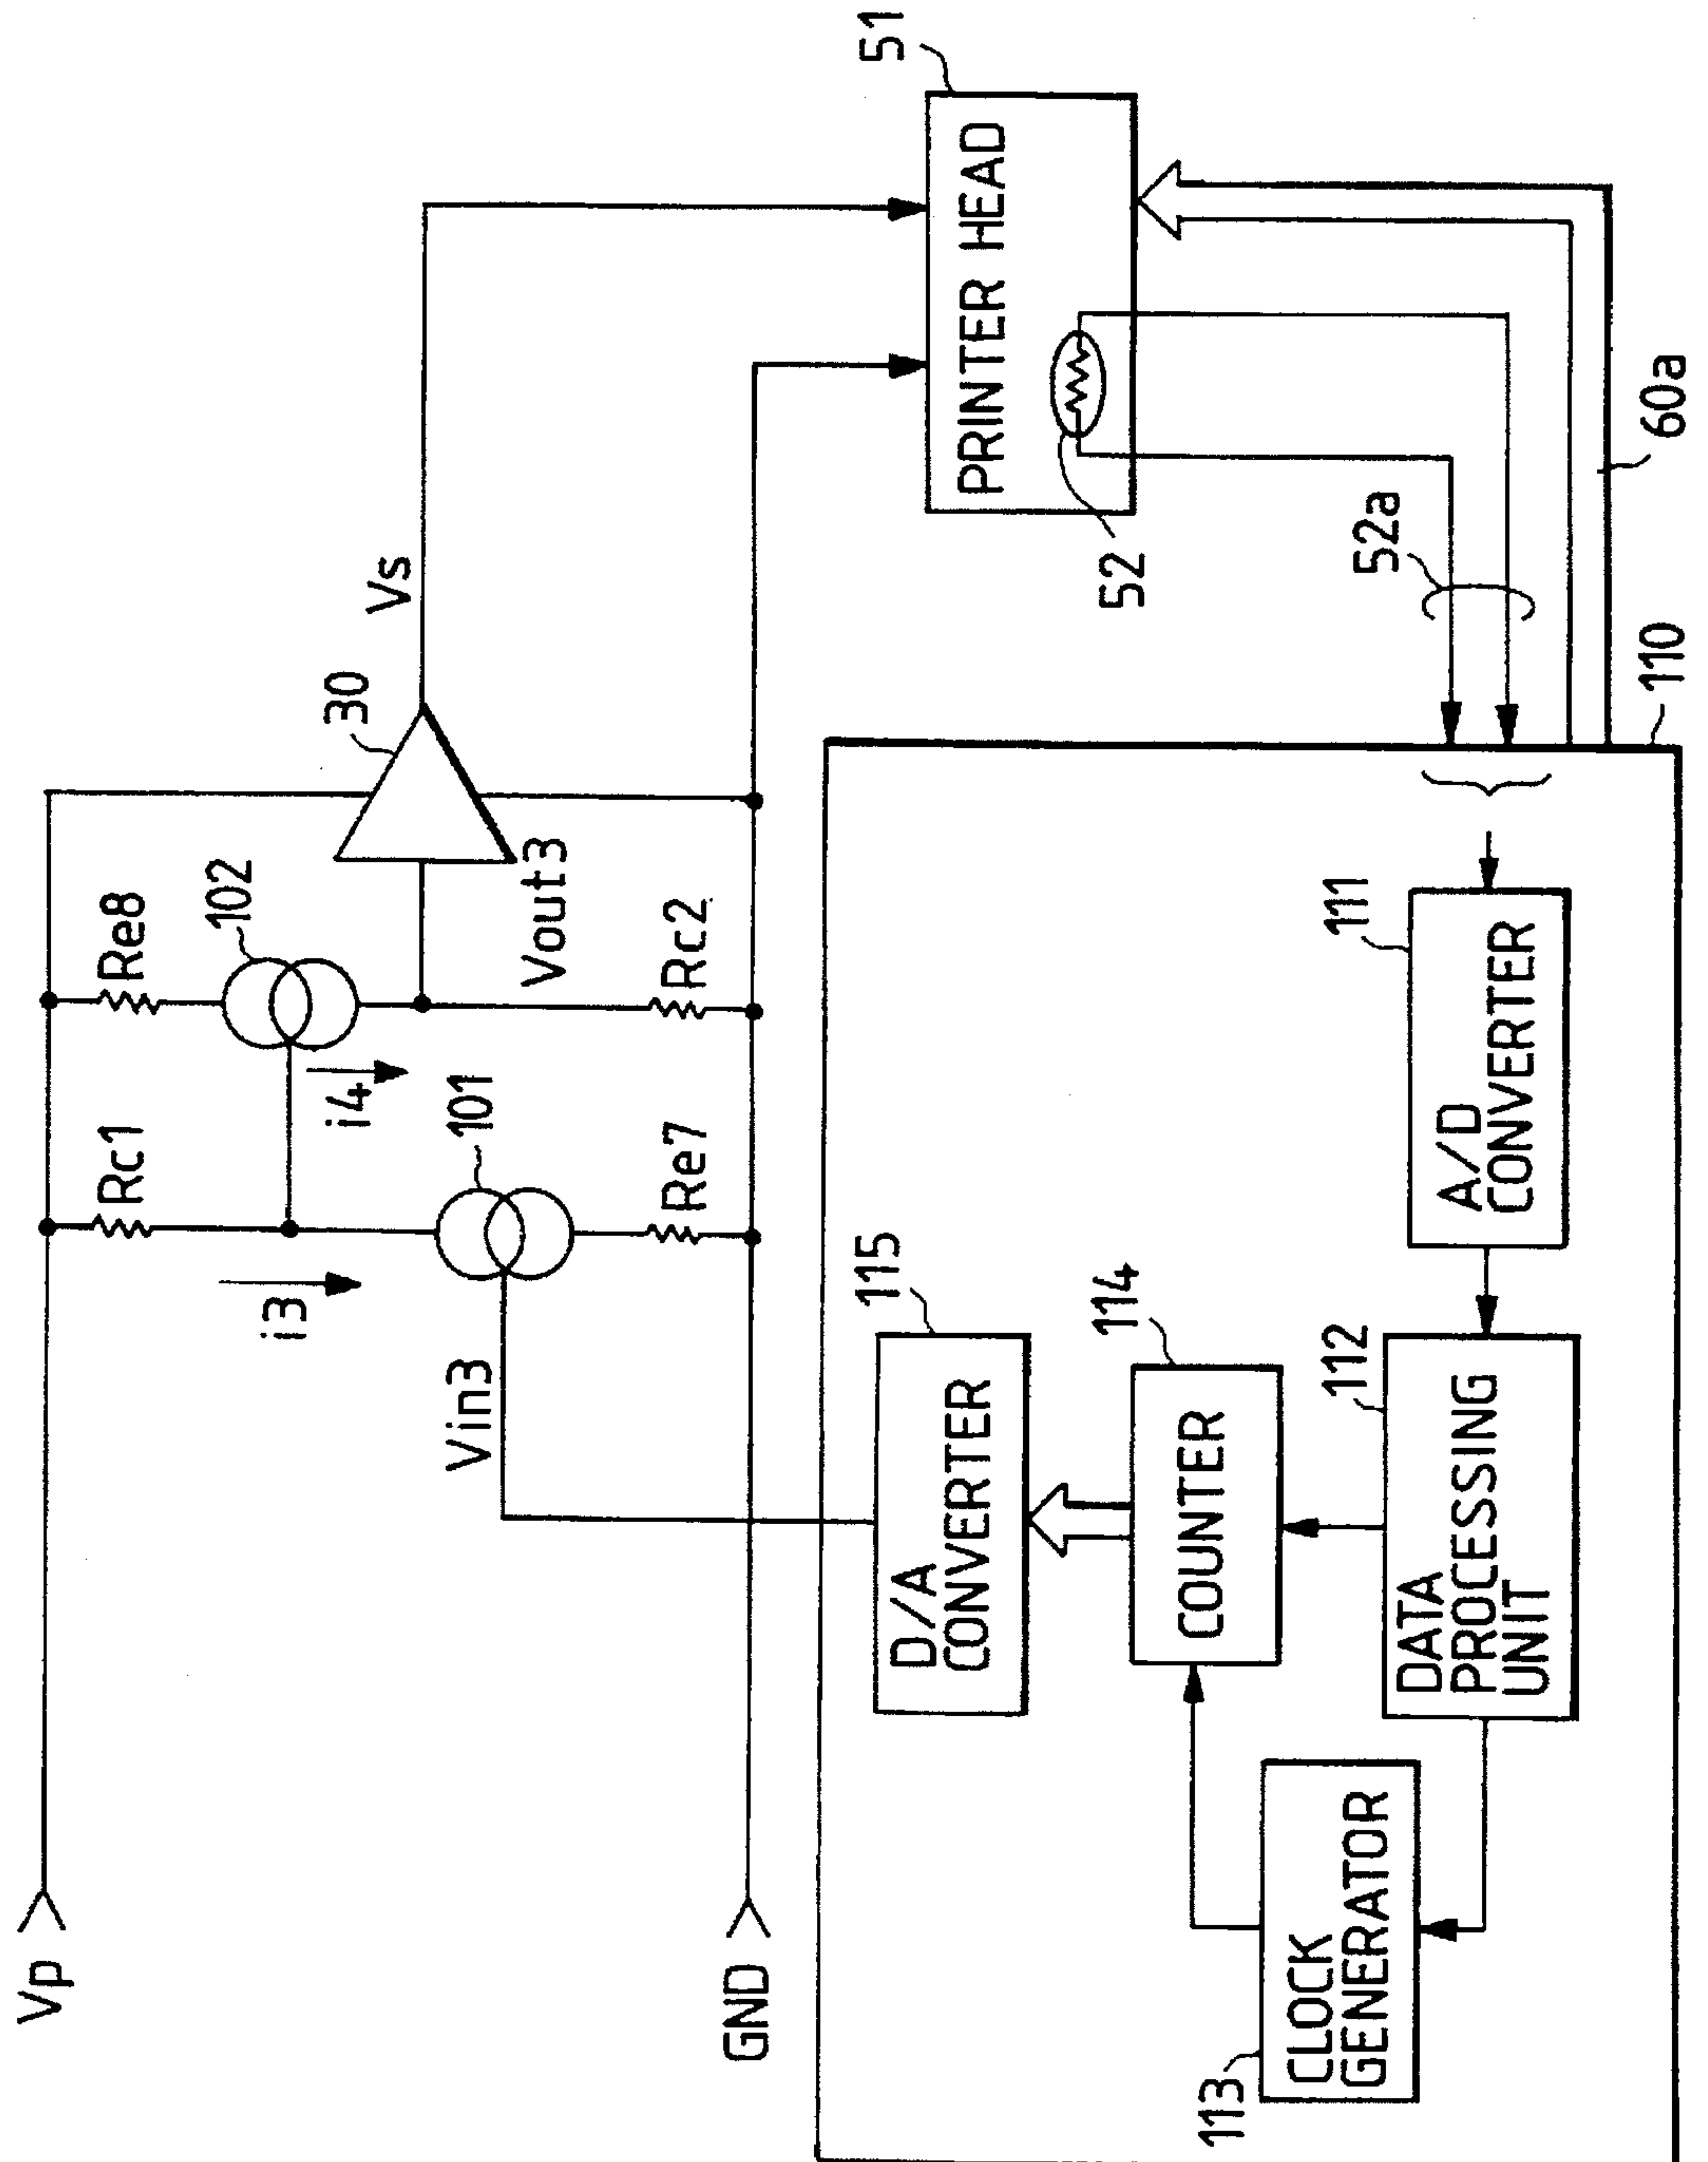 Vp
GND
Rc1
i3
Vin3
101
Re7
Re8
102
i4
Vout3
Rc2
30
Vs
51
PRINTER HEAD
52
52a
60a
110
D/A
CONVERTER
115
COUNTER
114
CLOCK
GENERATOR
113
DATA
PROCESSING
UNIT
112
A/D
CONVERTER
111